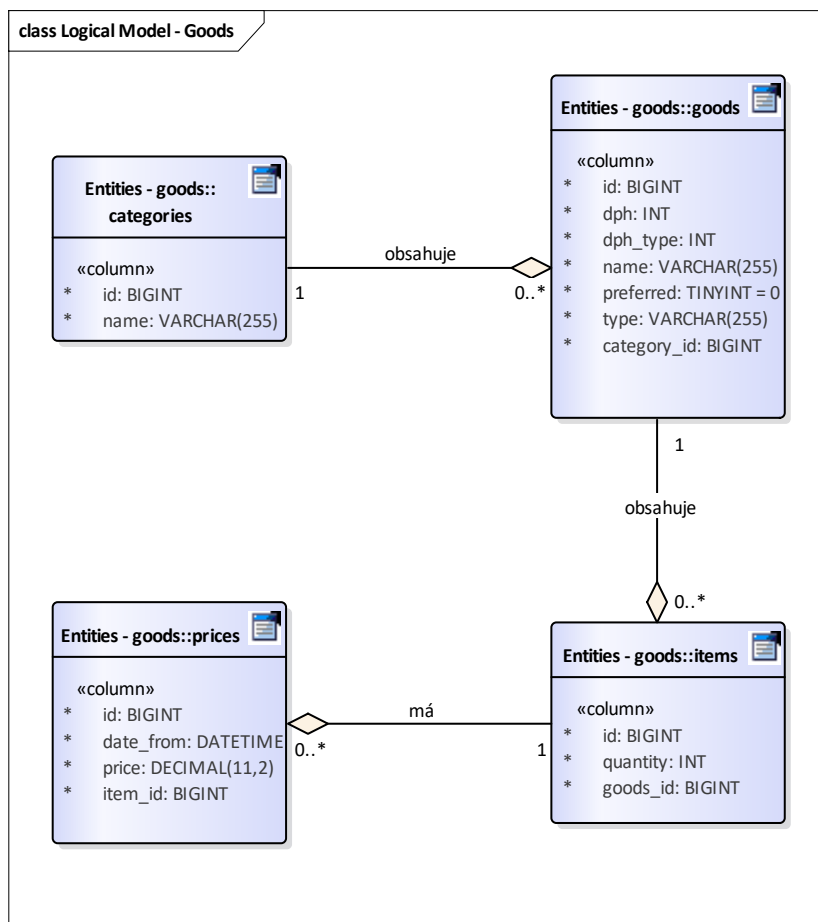 class Logical Model - Goods
Entities - goods::goods
«column»
* id: BIGINT
* dph: INT
* dph_type: INT
* name: VARCHAR(255)
* preferred: TINYINT = 0
* type: VARCHAR(255)
* category_id: BIGINT
Entities - goods::
categories
«column»
* id: BIGINT
* name: VARCHAR(255)
obsahuje
1
0..*
1
obsahuje
0..*
Entities - goods::prices
«column»
* id: BIGINT
* date_from: DATETIME
* price: DECIMAL(11,2)
* item_id: BIGINT
má
0..*
1
Entities - goods::items
«column»
* id: BIGINT
* quantity: INT
* goods_id: BIGINT